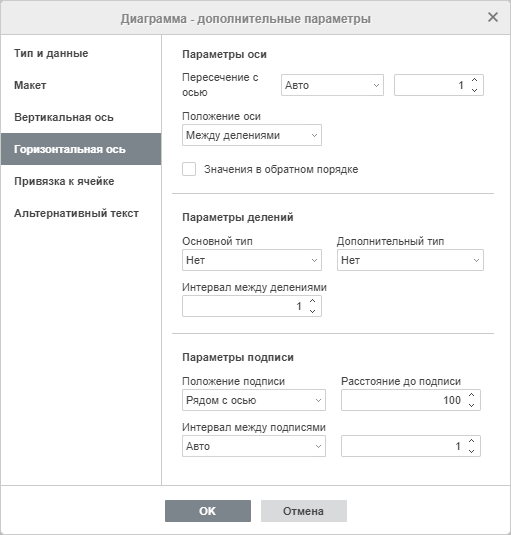 Диаграмма - дополнительные параметры
Тип и данные
Макет
Вертикальная ось
Горизонтальная ось
Привязка к ячейке
Альтернативный текст
Параметры оси
Пересечение с
осью
Авто
1
Положение оси
Между делениями
Значения в обратном порядке
Параметры делений
Основной тип
Дополнительный тип
Нет
Нет
Интервал между делениями
1
Параметры подписи
Положение подписи
Расстояние до подписи
Рядом с осью
100
Интервал между подписями
Авто
1
OK
Отмена